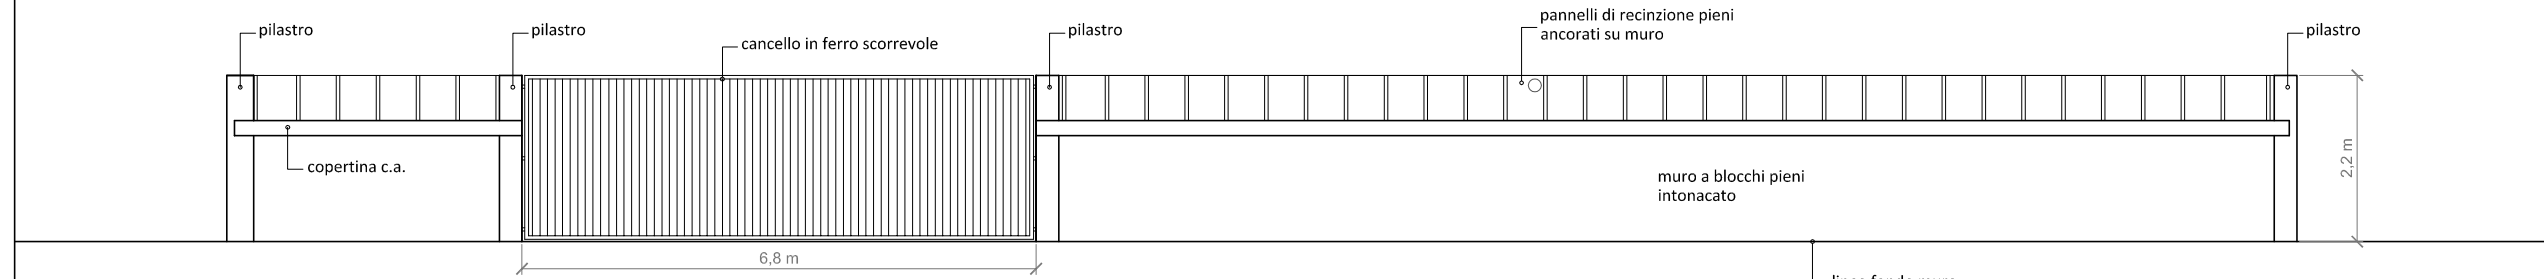 pannelli di recinzione pieni
ancorati su muro
pilastro
pilastro
cancello in ferro scorrevole
pilastro
pilastro
copertina c.a.
2,2 m
muro a blocchi pieni
intonacato
6,8 m